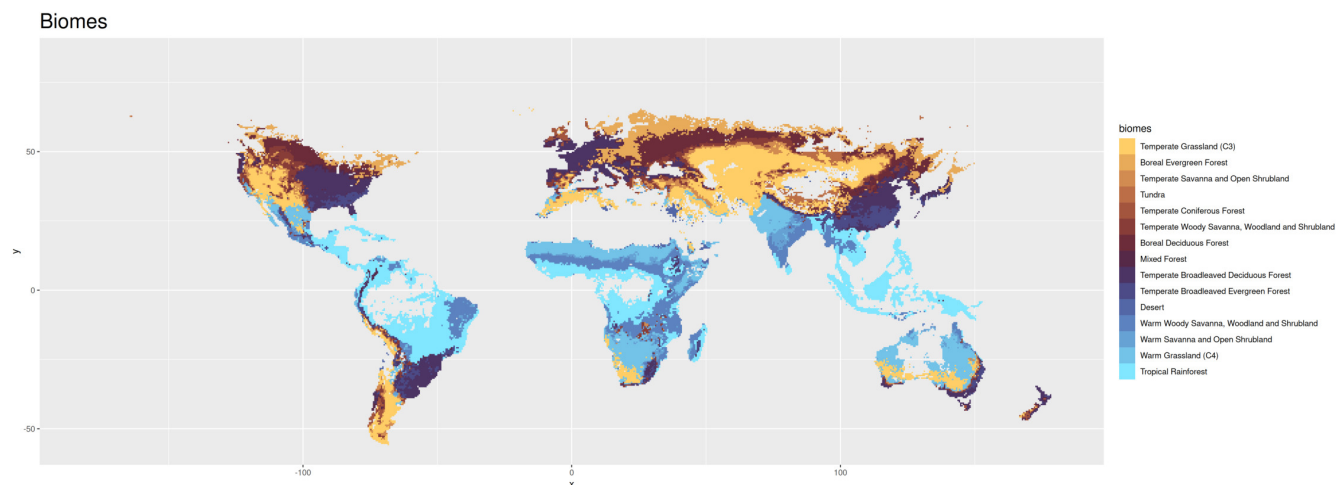 Biomes
y
50
0
-50
-100
0
100
x
biomes
Temperate Grassland (C3)
Boreal Evergreen Forest
Temperate Savanna and Open Shrubland
Tundra
Temperate Coniferous Forest
Temperate Woody Savanna, Woodland and Shrubland
Boreal Deciduous Forest
Mixed Forest
Temperate Broadleaved Deciduous Forest
Temperate Broadleaved Evergreen Forest
Desert
Warm Woody Savanna, Woodland and Shrubland
Warm Savanna and Open Shrubland
Warm Grassland (C4)
Tropical Rainforest